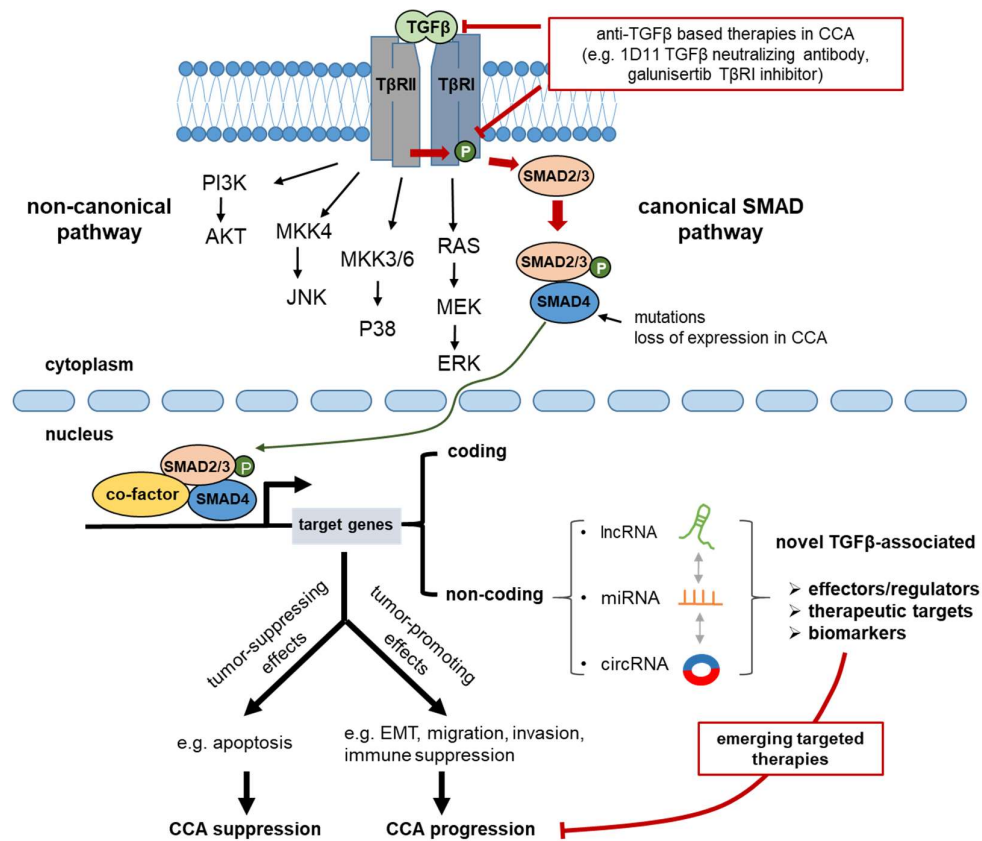 TGFβ
anti-TGFβ based therapies in CCA
(e.g. 1D11 TGFβ neutralizing antibody,
galunisertib TβRI inhibitor)
TβRII
TβRI
P
SMAD2/3
non-canonical
pathway
PI3K
AKT
MKK4
JNK
MKK3/6
P38
RAS
MEK
ERK
canonical SMAD
pathway
SMAD2/3
P
SMAD4
mutations
loss of expression in CCA
cytoplasm
nucleus
SMAD2/3
P
co-factor
SMAD4
target genes
coding
non-coding
• lncRNA
• miRNA
• circRNA
novel TGFβ-associated
➢ effectors/regulators
➢ therapeutic targets
➢ biomarkers
tumor-suppressing
effects
tumor-promoting
effects
e.g. apoptosis
e.g. EMT, migration, invasion,
immune suppression
emerging targeted
therapies
CCA suppression
CCA progression